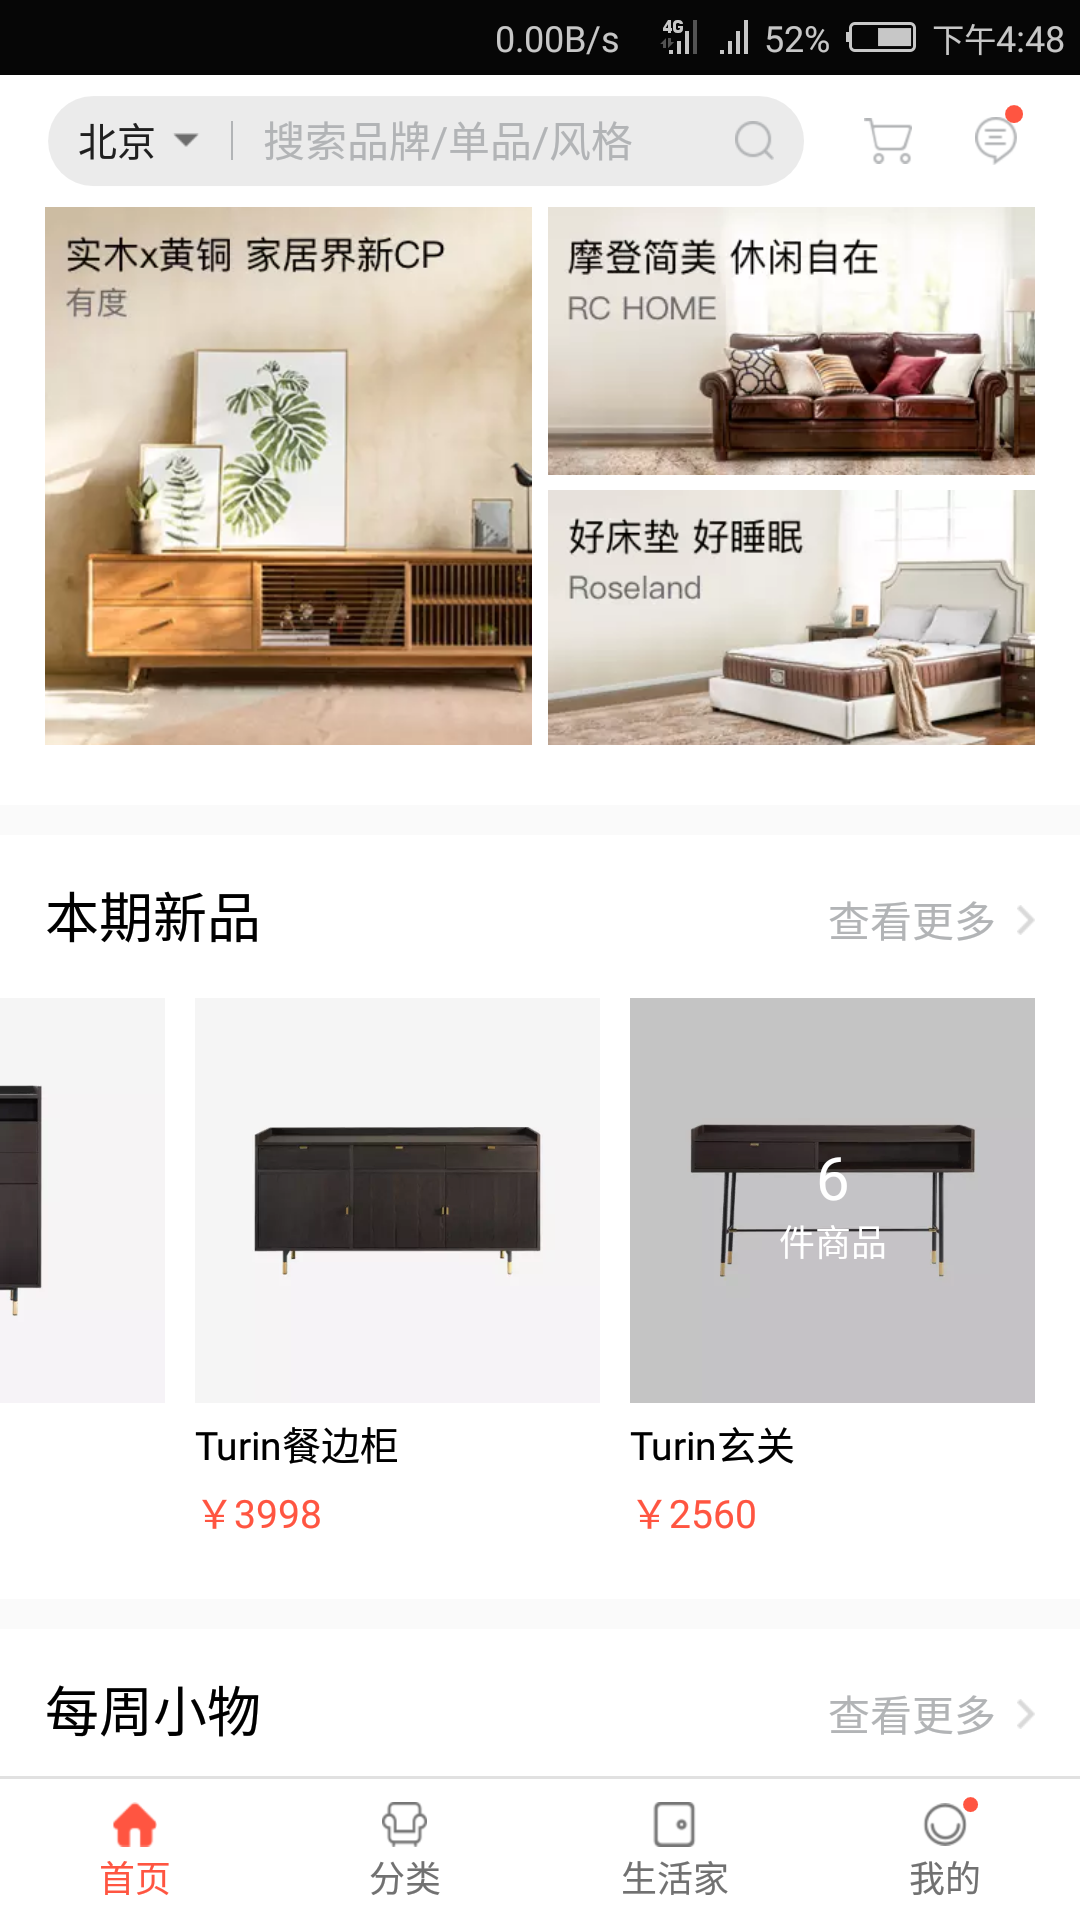 0.00B/s 4G 52% 下午4:48
北京 搜索品牌/单品/风格
实木x黄铜 家居界新CP
有度
摩登简美 休闲自在
RC HOME
好床垫 好睡眠
Roseland
本期新品 查看更多
6
件商品
Turin餐边柜 Turin玄关
￥3998 ￥2560
每周小物 查看更多
首页 分类 生活家 我的